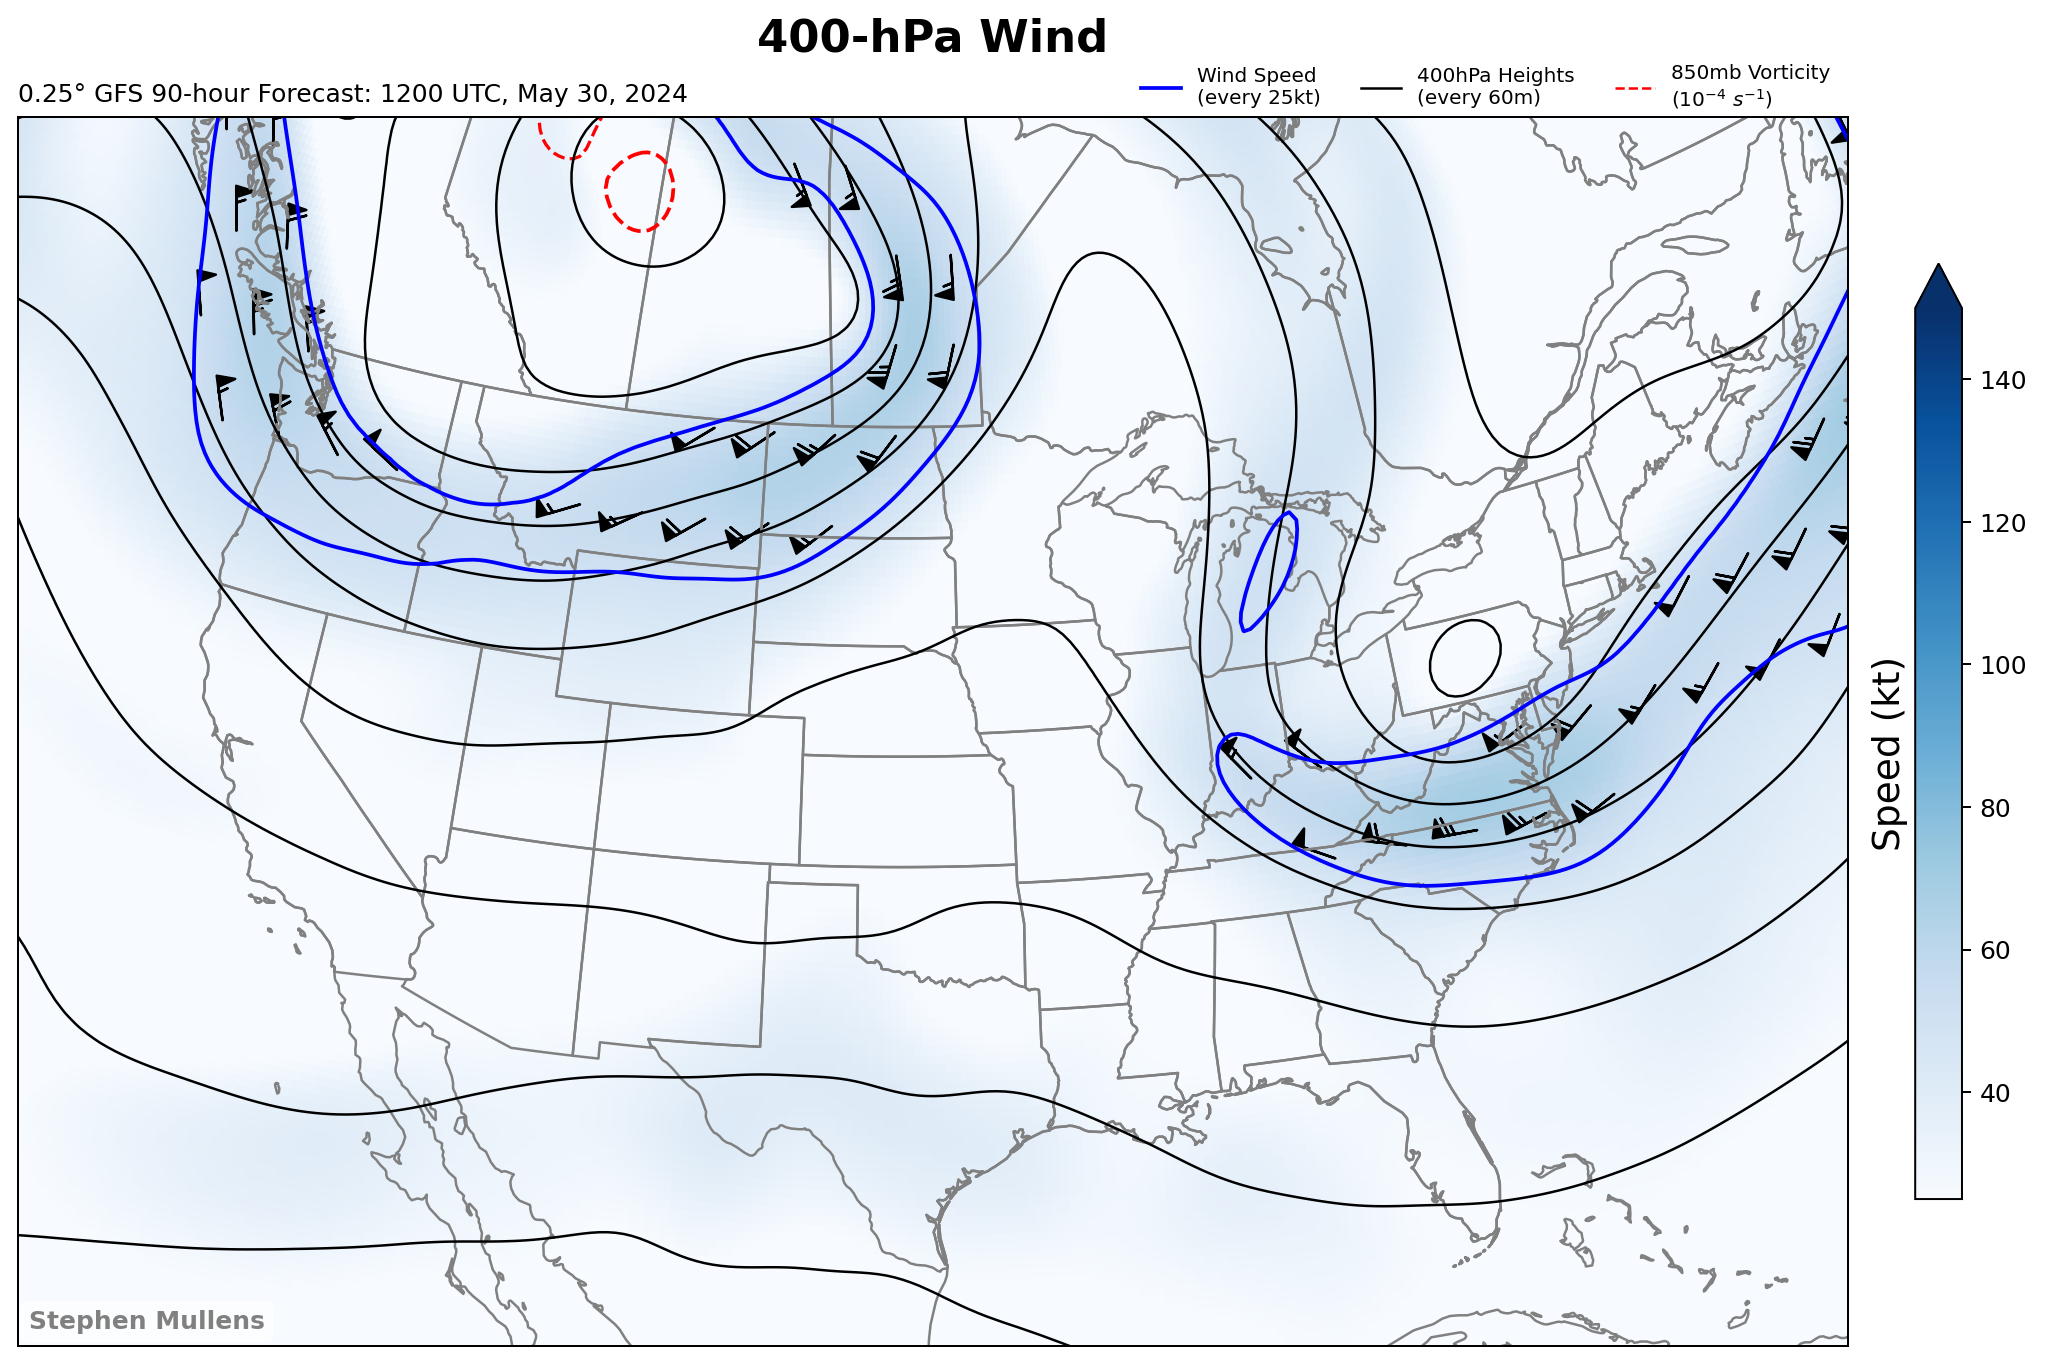 400-hPa Wind
0.25° GFS 90-hour Forecast: 1200 UTC, May 30, 2024
Wind Speed
(every 25kt)
400hPa Heights
(every 60m)
850mb Vorticity
(10⁻⁴ s⁻¹)
140
120
100
80
60
40
Speed (kt)
Stephen Mullens